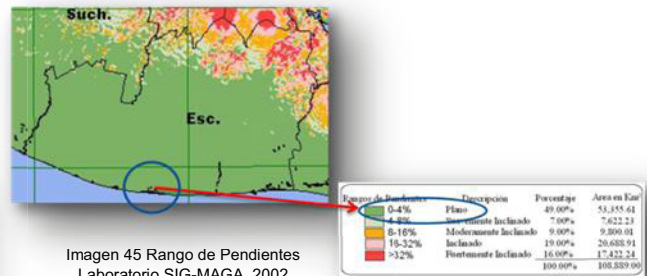 Such.
Esc.
Rangos de Pendientes Descripción Porcentaje Area en Km²
0-4% Plano 49.00% 53,355.61
4-8% Inclinado 7.00% 7,622.23
8-16% Moderamente Inclinado 9.00% 9,800.01
16-32% Inclinado 19.00% 20,688.91
>32% Fuertemente Inclinado 16.00% 17,422.24
100.00% 108,889.00
Imagen 45 Rango de Pendientes
Laboratorio SIG-MAGA, 2002